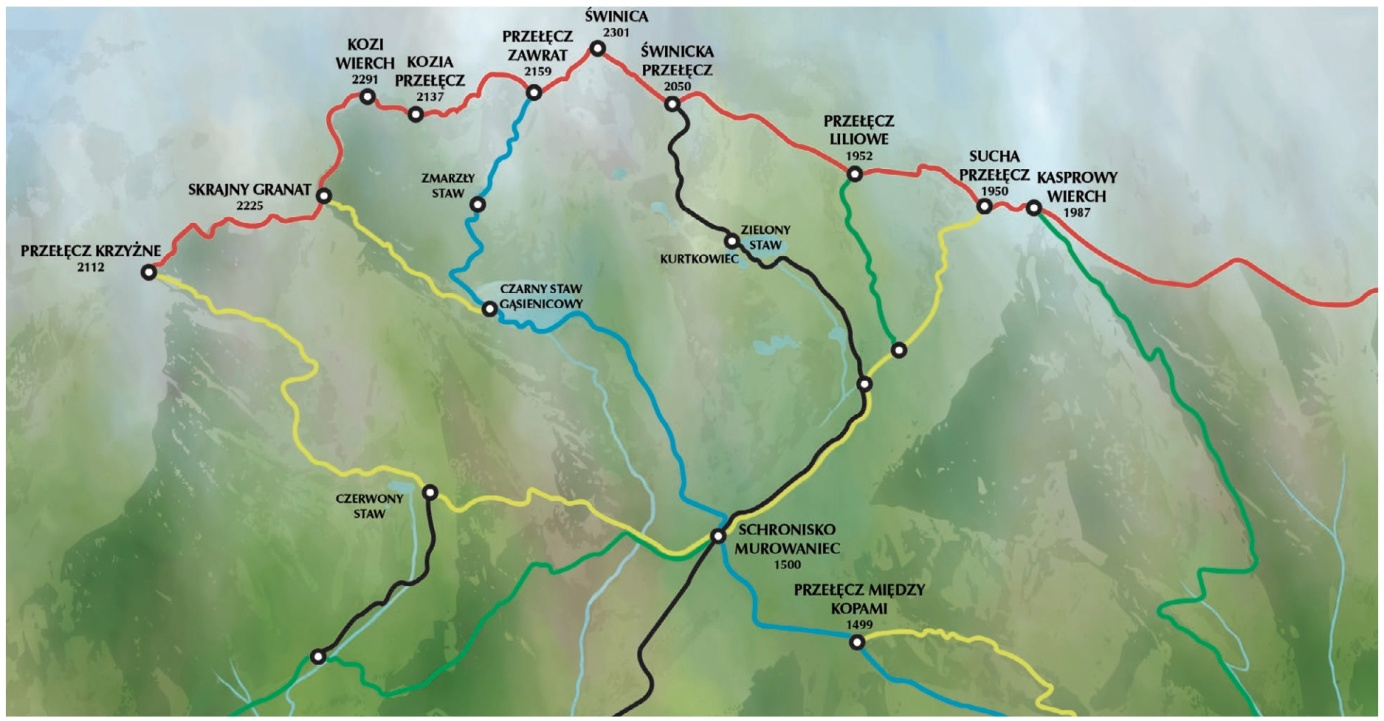 ŚWINICA
2301
PRZEŁĘCZ
ZAWRAT
2159
KOZI
WIERCH
2291
KOZIA
PRZEŁĘCZ
2137
ŚWINICKA
PRZEŁĘCZ
2050
PRZEŁĘCZ
LILIOWE
1952
SUCHA
PRZEŁĘCZ
1950
KASPROWY
WIERCH
1987
SKRAJNY GRANAT
2225
ZMARZŁY
STAW
PRZEŁĘCZ KRZYŻNE
2112
ZIELONY
STAW
KURTKOWIEC
CZARNY STAW
GĄSIENICOWY
CZERWONY
STAW
SCHRONISKO
MUROWANIEC
1500
PRZEŁĘCZ MIĘDZY
KOPAMI
1499